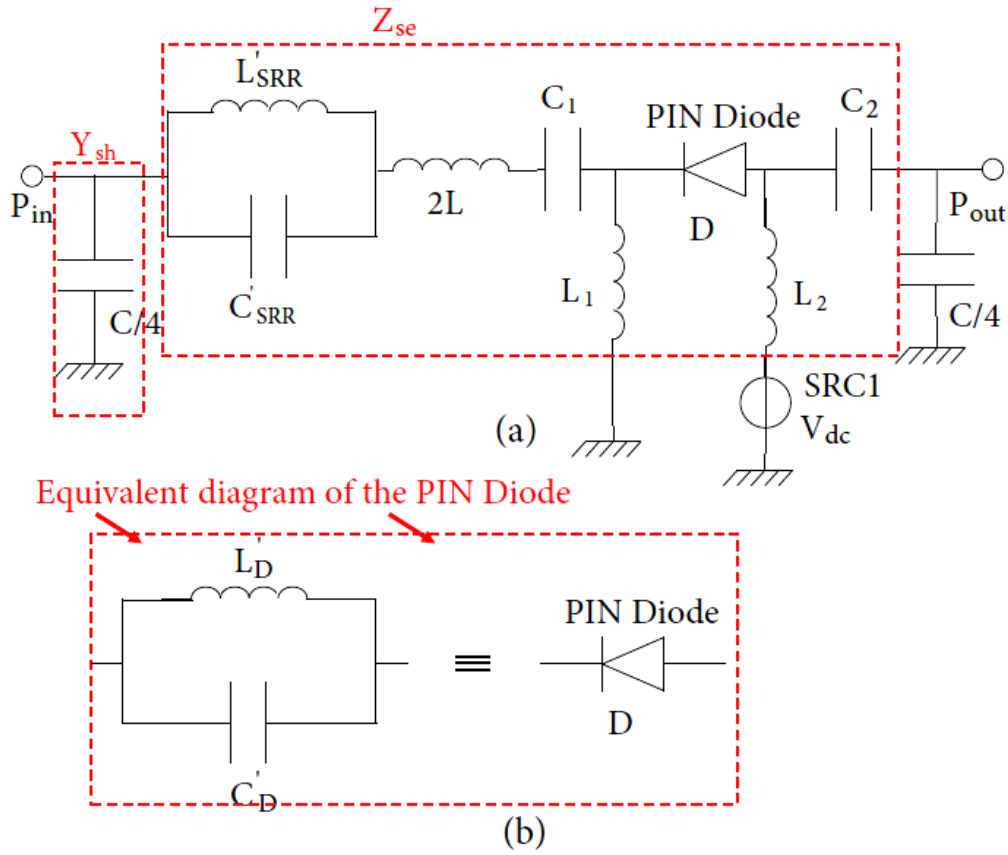 Zse
L'SRR
C1
PIN Diode
C2
Ysh
Pin
2L
D
Pout
L1
L2
C'SRR
C/4
C/4
SRC1
Vdc
(a)
Equivalent diagram of the PIN Diode
L'D
PIN Diode
≡
D
C'D
(b)